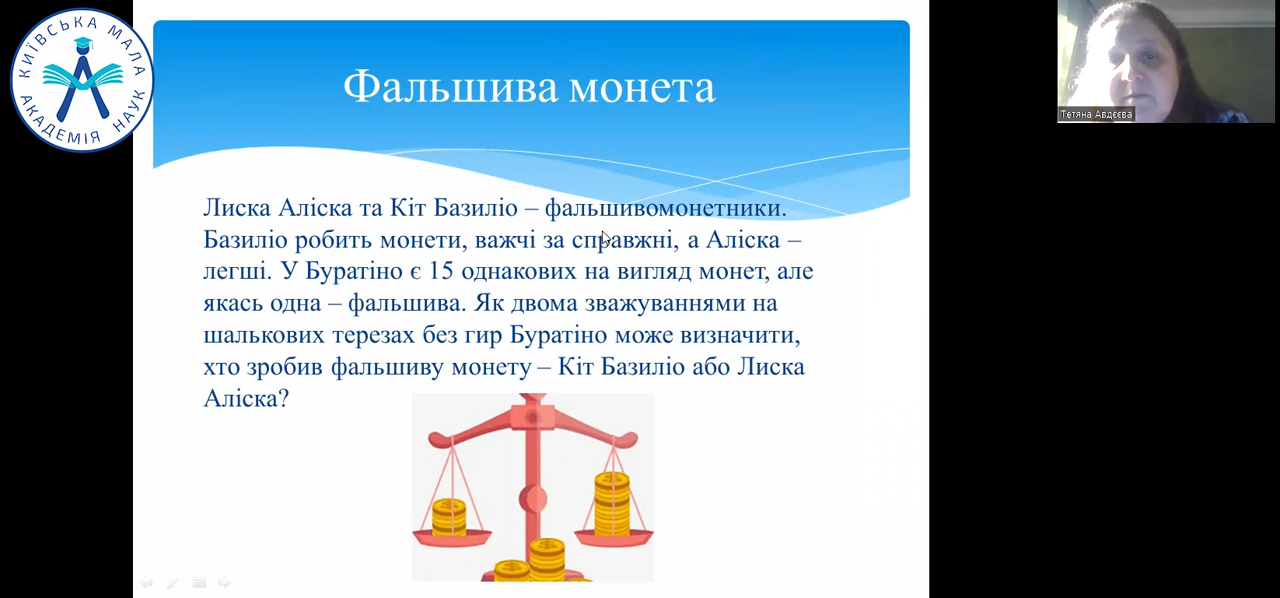 КИЇВСЬКА МАЛА
АКАДЕМІЯ НАУК
Фальшива монета
Тетяна Авдєєва
Лиска Аліска та Кіт Базиліо – фальшивомонетники.
Базиліо робить монети, важчі за справжні, а Аліска –
легші. У Буратіно є 15 однакових на вигляд монет, але
якась одна – фальшива. Як двома зважуваннями на
шалькових терезах без гир Буратіно може визначити,
хто зробив фальшиву монету – Кіт Базиліо або Лиска
Аліска?